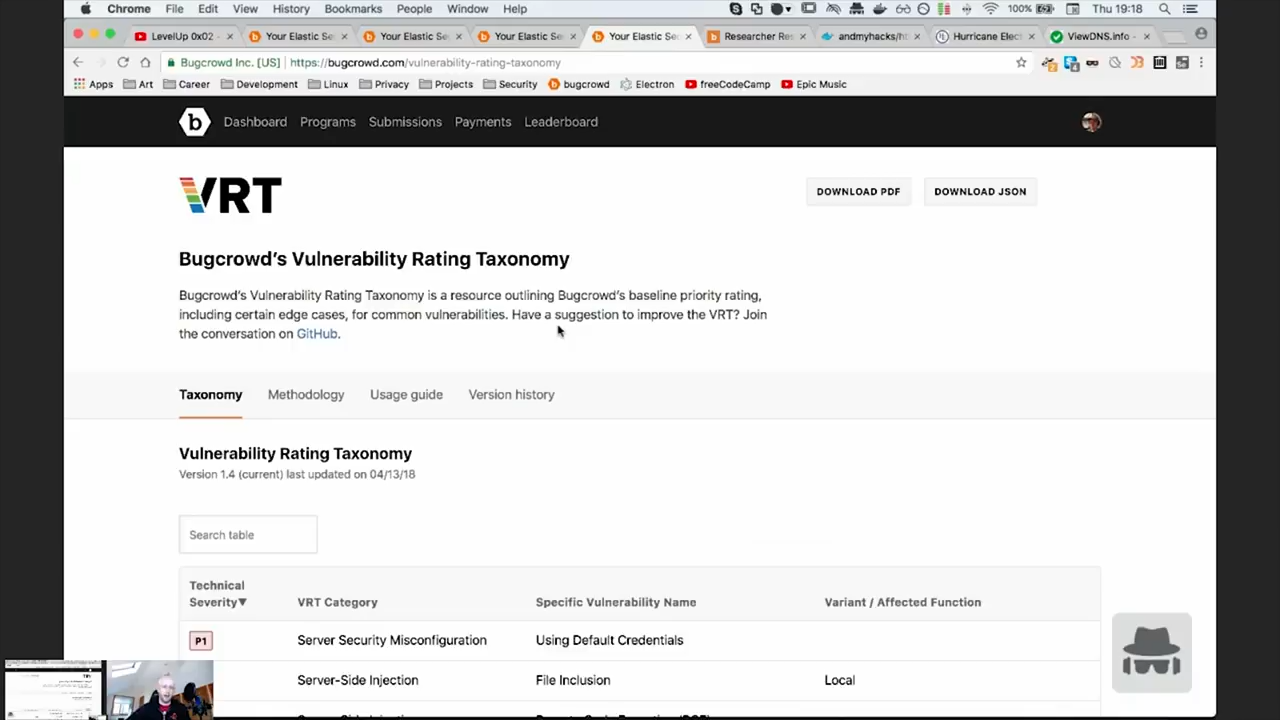 Chrome File Edit View History Bookmarks People Window Help 100% Thu 19:18
LevelUp 0x02 - Your Elastic Sec Your Elastic Sec Your Elastic Sec Your Elastic Sec Researcher Res andmyhacks/ht Hurricane Elect ViewDNS.info -
Bugcrowd Inc. [US] https://bugcrowd.com/vulnerability-rating-taxonomy
Apps Art Career Development Linux Privacy Projects Security bugcrowd Electron freeCodeCamp Epic Music
b Dashboard Programs Submissions Payments Leaderboard
VRT
DOWNLOAD PDF DOWNLOAD JSON
Bugcrowd's Vulnerability Rating Taxonomy
Bugcrowd's Vulnerability Rating Taxonomy is a resource outlining Bugcrowd's baseline priority rating,
including certain edge cases, for common vulnerabilities. Have a suggestion to improve the VRT? Join
the conversation on GitHub.
Taxonomy Methodology Usage guide Version history
Vulnerability Rating Taxonomy
Version 1.4 (current) last updated on 04/13/18
Search table
Technical
Severity▼ VRT Category Specific Vulnerability Name Variant / Affected Function
P1 Server Security Misconfiguration Using Default Credentials
Server-Side Injection File Inclusion Local